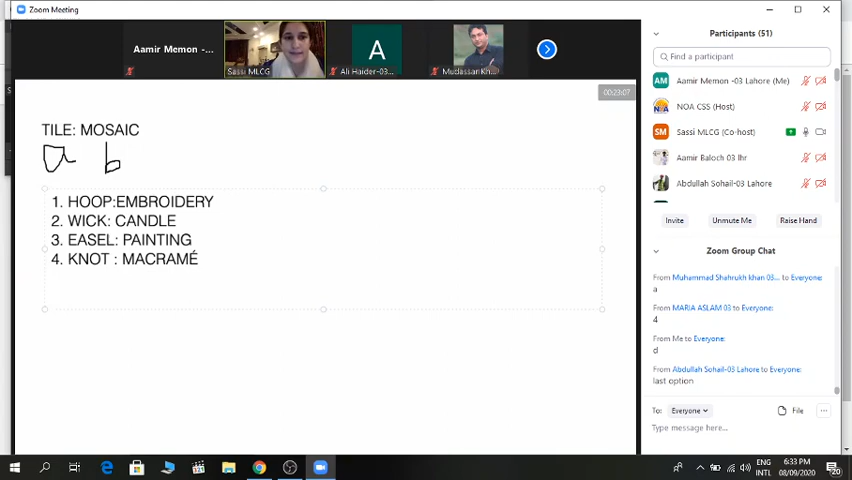 Zoom Meeting
Aamir Memon -...
Sassi MLCG
A
Ali Haider-03...
Mudassari Kh...
00:23:07
TILE: MOSAIC
a b
1. HOOP:EMBROIDERY
2. WICK: CANDLE
3. EASEL: PAINTING
4. KNOT : MACRAMÉ
Participants (51)
Find a participant
AM Aamir Memon -03 Lahore (Me)
NOA CSS (Host)
SM Sassi MLCG (Co-host)
Aamir Baloch 03 lhr
Abdullah Sohail-03 Lahore
Invite Unmute Me Raise Hand
Zoom Group Chat
From Muhammad Shahrukh khan 03... to Everyone:
a
From MARIA ASLAM 03 to Everyone:
4
From Me to Everyone:
d
From Abdullah Sohail-03 Lahore to Everyone:
last option
To: Everyone File ...
Type message here...
ENG 6:33 PM
INTL 08/09/2020
20